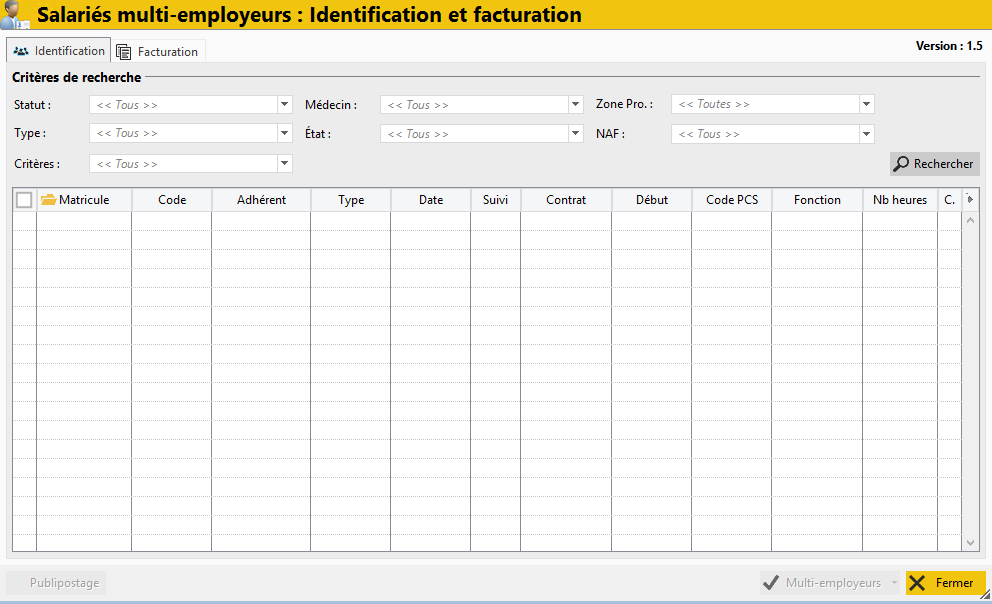 Salariés multi-employeurs : Identification et facturation
Identification Facturation Version : 1.5
Critères de recherche
Statut : << Tous >> Médecin : << Tous >> Zone Pro. : << Toutes >>
Type : << Tous >> État : << Tous >> NAF : << Tous >>
Critères : << Tous >>
Rechercher
Matricule Code Adhérent Type Date Suivi Contrat Début Code PCS Fonction Nb heures C.
Publipostage Multi-employeurs Fermer